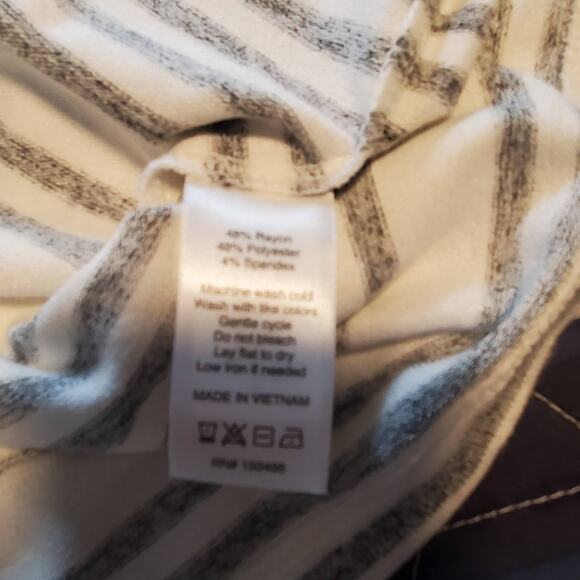 48% Rayon
48% Polyester
4% Spandex
Machine wash cold
Wash with like colors
Gentle cycle
Do not bleach
Lay flat to dry
Low iron if needed
MADE IN VIETNAM
RN#